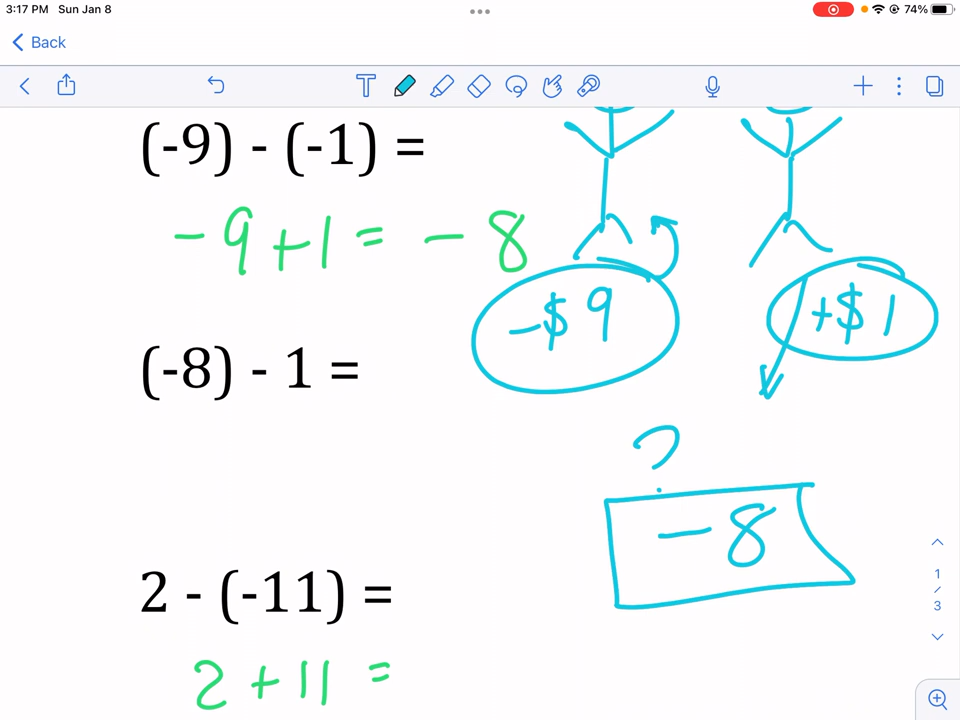 3:17 PM Sun Jan 8
74%
Back
T
(-9) - (-1) =
-9+1 = -8
-$9
+$1
(-8) - 1 =
?
-8
2 - (-11) =
2 + 11 =
1
/
3